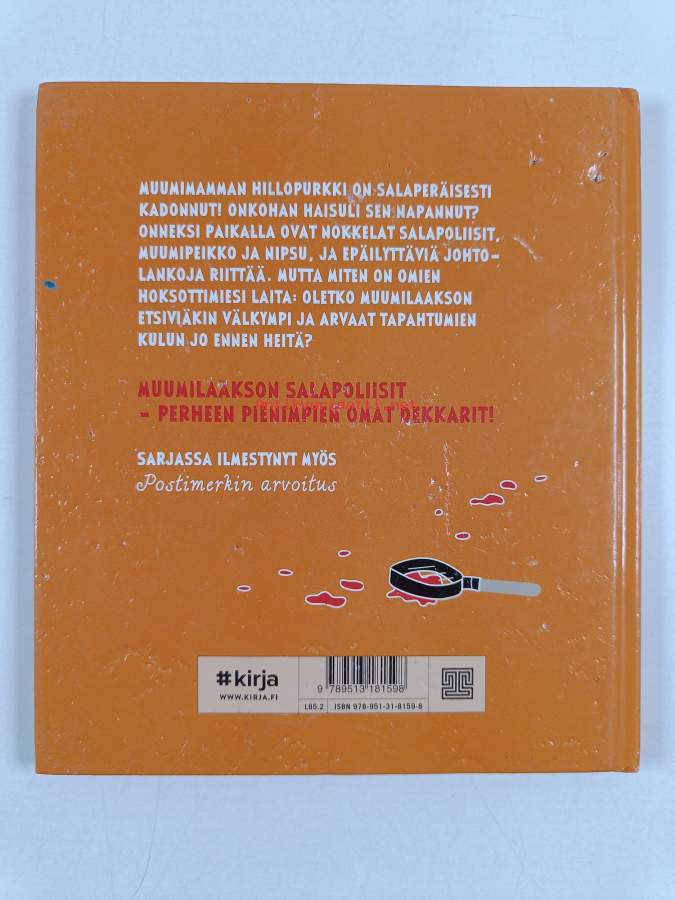 MUUMIMAMMAN HILLOPURKKI ON SALAPERÄISESTI
KADONNUT! ONKOHAN HAISULI SEN NAPANNUT?
ONNEKSI PAIKALLA OVAT NOKKELAT SALAPOLIISIT,
MUUMIPEIKKO JA NIPSU, JA EPÄILYTTÄVIÄ JOHTO-
LANKOJA RIITTÄÄ. MUTTA MITEN ON OMIEN
HOKSOTTIMIESI LAITA: OLETKO MUUMILAAKSON
ETSIVIÄKIN VÄLKYMPI JA ARVAAT TAPAHTUMIEN
KULUN JO ENNEN HEITÄ?
MUUMILAAKSON SALAPOLIISIT
– PERHEEN PIENIMPIEN OMAT DEKKARIT!
SARJASSA ILMESTYNYT MYÖS
Postimerkin arvoitus
#kirja
WWW.KIRJA.FI
9 789513 181598
L85.2 ISBN 978-951-31-8159-8